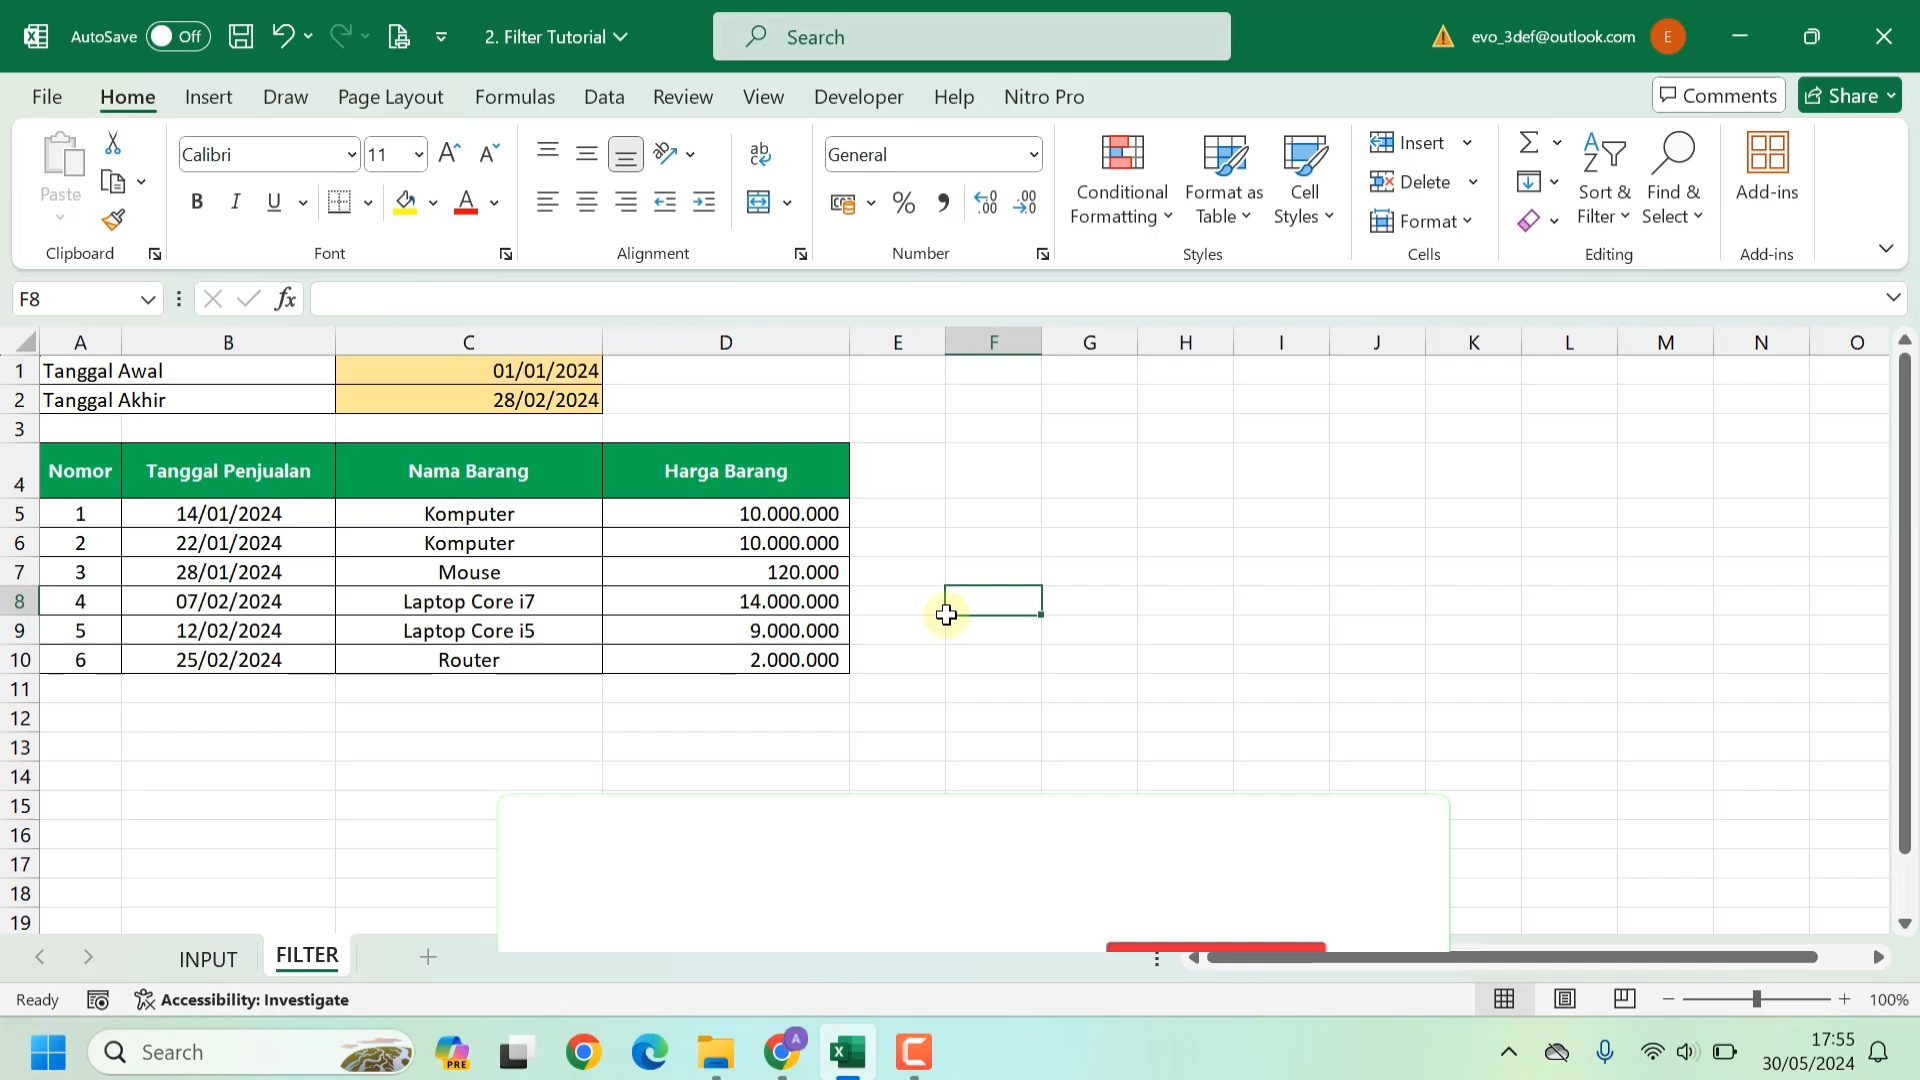 AutoSave Off 2. Filter Tutorial Search evo_3def@outlook.com E
File Home Insert Draw Page Layout Formulas Data Review View Developer Help Nitro Pro Comments Share
Paste
Clipboard
Calibri 11
B I U A
Font
ab
Alignment
General
% 
Number
Conditional
Formatting
Format as
Table
Cell
Styles
Styles
Insert
Delete
Format
Cells
Sort &
Filter
Find &
Select
Editing
Add-ins
Add-ins
F8 fx
A B C D E F G H I J K L M N O
1 Tanggal Awal 01/01/2024
2 Tanggal Akhir 28/02/2024
3
4 Nomor Tanggal Penjualan Nama Barang Harga Barang
5 1 14/01/2024 Komputer 10.000.000
6 2 22/01/2024 Komputer 10.000.000
7 3 28/01/2024 Mouse 120.000
8 4 07/02/2024 Laptop Core i7 14.000.000
9 5 12/02/2024 Laptop Core i5 9.000.000
10 6 25/02/2024 Router 2.000.000
11
12
13
14
15
16
17
18
19
INPUT FILTER
Ready Accessibility: Investigate 100%
Search PRE A 17:55
30/05/2024